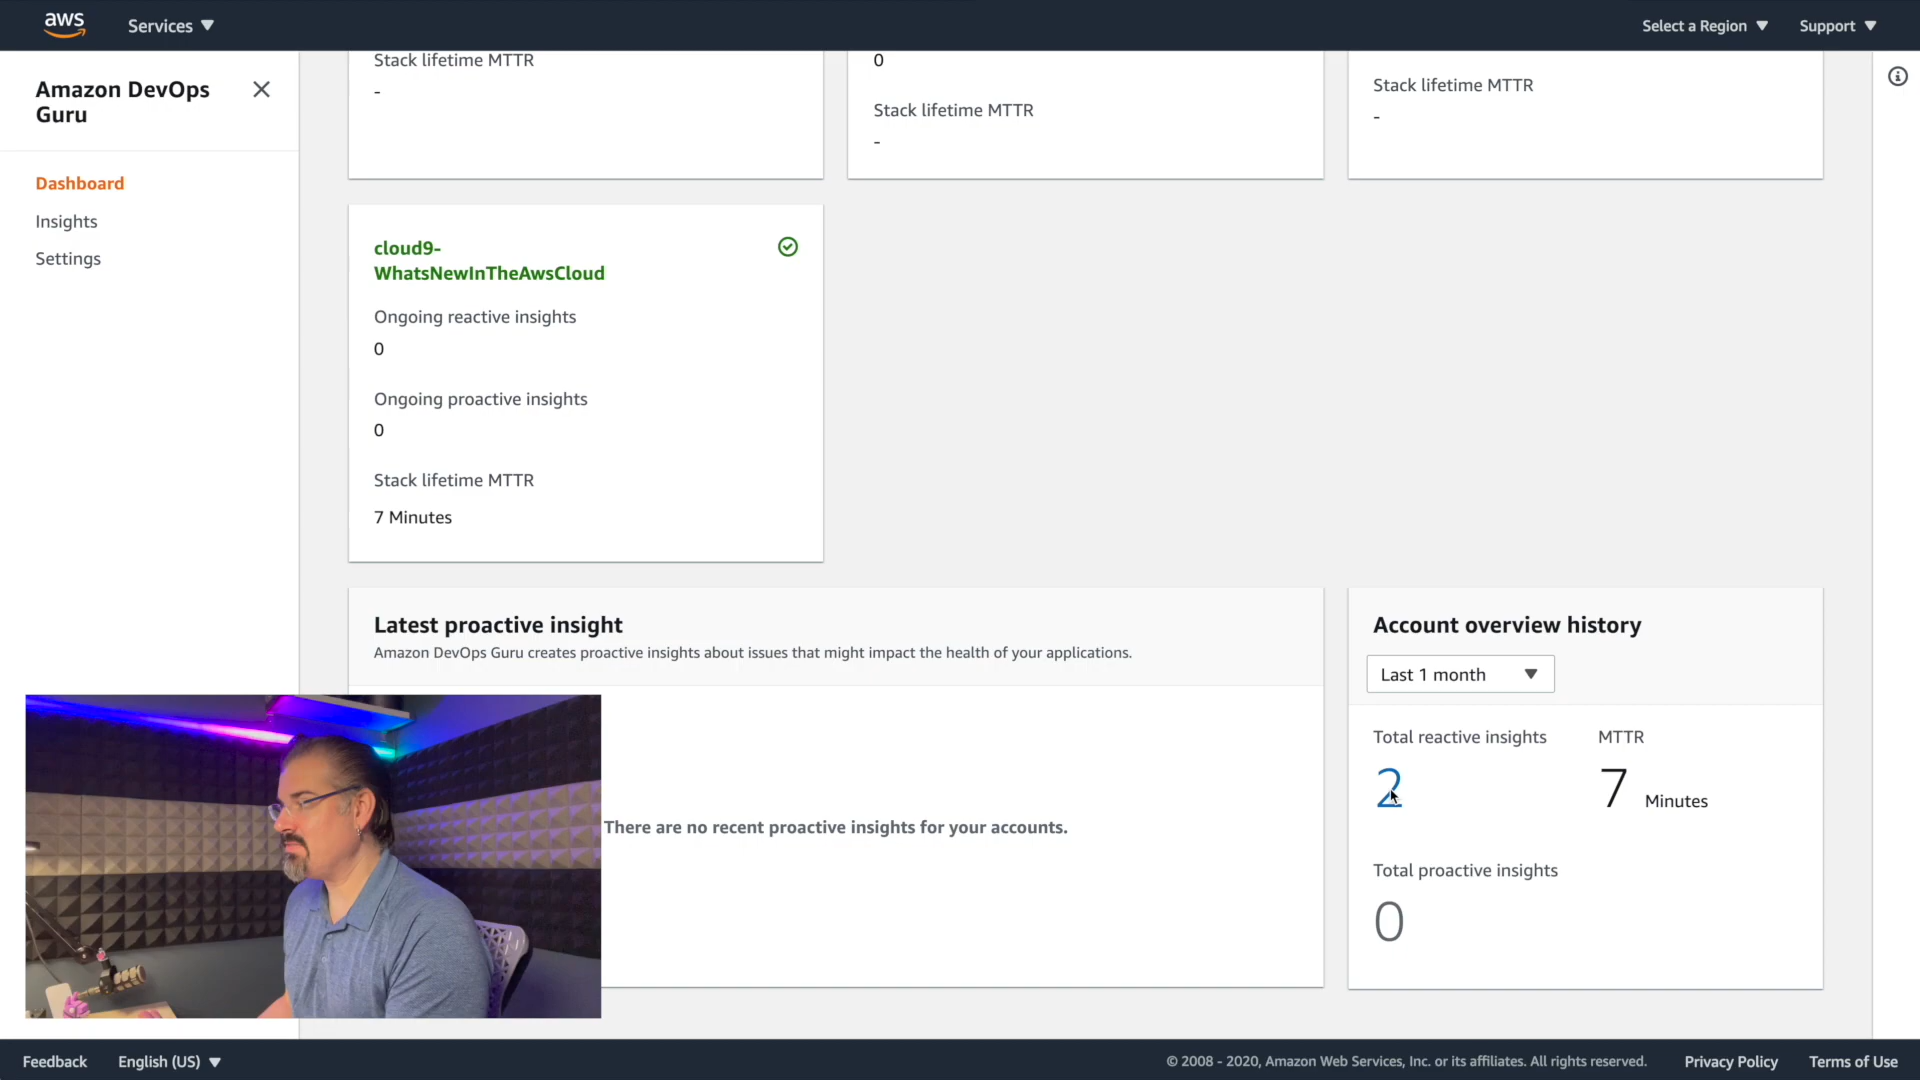 aws
Services
Select a Region
Support
Amazon DevOps
Guru
Dashboard
Insights
Settings
Stack lifetime MTTR
-
0
Stack lifetime MTTR
-
Stack lifetime MTTR
-
cloud9-
WhatsNewInTheAwsCloud
Ongoing reactive insights
0
Ongoing proactive insights
0
Stack lifetime MTTR
7 Minutes
Latest proactive insight
Amazon DevOps Guru creates proactive insights about issues that might impact the health of your applications.
There are no recent proactive insights for your accounts.
Account overview history
Last 1 month
Total reactive insights
2
MTTR
7 Minutes
Total proactive insights
0
Feedback
English (US)
© 2008 - 2020, Amazon Web Services, Inc. or its affiliates. All rights reserved.
Privacy Policy
Terms of Use